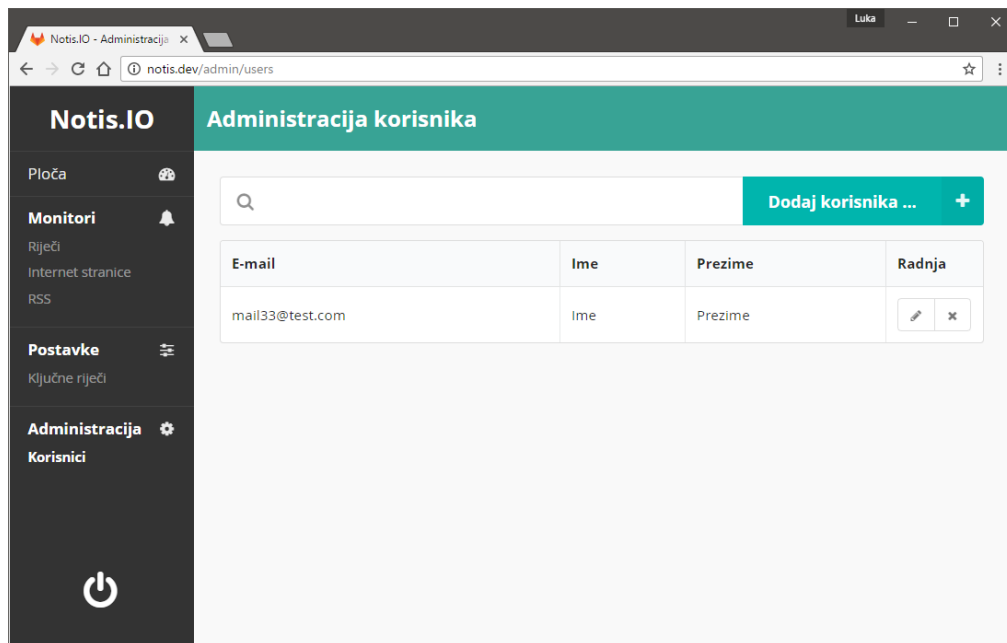 Luka
Notis.IO - Administracija
notis.dev/admin/users
Notis.IO
Administracija korisnika
Ploča
Monitori
Riječi
Internet stranice
RSS
Postavke
Ključne riječi
Administracija
Korisnici
Dodaj korisnika ...
E-mail Ime Prezime Radnja
mail33@test.com Ime Prezime